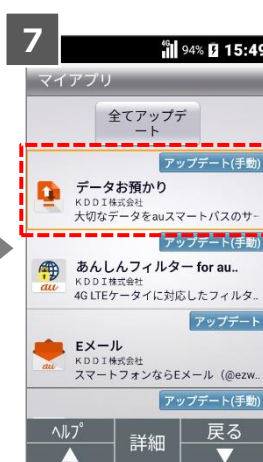 7
4G 94% 15:49
マイアプリ
全てアップデ
ート
アップデート(手動)
データお預かり
KDDI株式会社
大切なデータをauスマートパスのサー
アップデート(手動)
あんしんフィルター for au..
KDDI株式会社
4G LTEケータイに対応したフィルタ..
アップデート
Eメール
KDDI株式会社
スマートフォンならEメール（@ezw..
アップデート(手動)
ﾍﾙﾌﾟ
詳細
戻る
au
au